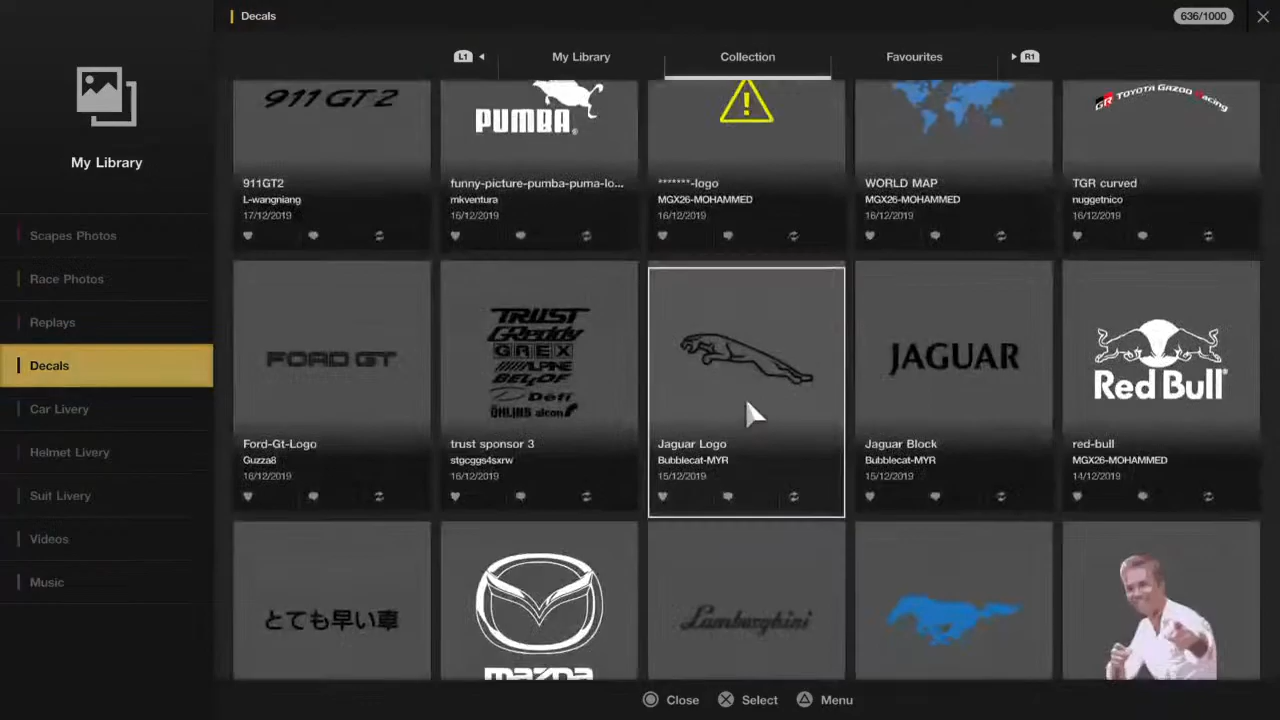 Decals
636/1000
L1
My Library
Collection
Favourites
R1
My Library
Scapes Photos
Race Photos
Replays
Decals
Car Livery
Helmet Livery
Suit Livery
Videos
Music
911 GT2
911GT2
L-wangniang
17/12/2019
PUMBA®
funny-picture-pumba-puma-lo...
mkventura
16/12/2019
!
*******-logo
MGX26-MOHAMMED
16/12/2019
WORLD MAP
MGX26-MOHAMMED
16/12/2019
GR TOYOTA GAZOO Racing
TGR curved
nuggetnico
16/12/2019
FORD GT
Ford-Gt-Logo
Guzza8
16/12/2019
TRUST
GReddy
GREX
ALPINE
BELLOF
Défi
ÖHLINS alcon
trust sponsor 3
stgcggs4sxrw
16/12/2019
Jaguar Logo
Bubblecat-MYR
15/12/2019
JAGUAR
Jaguar Block
Bubblecat-MYR
15/12/2019
Red Bull
red-bull
MGX26-MOHAMMED
14/12/2019
とても早い車
mazda
Lamborghini
Close
Select
Menu